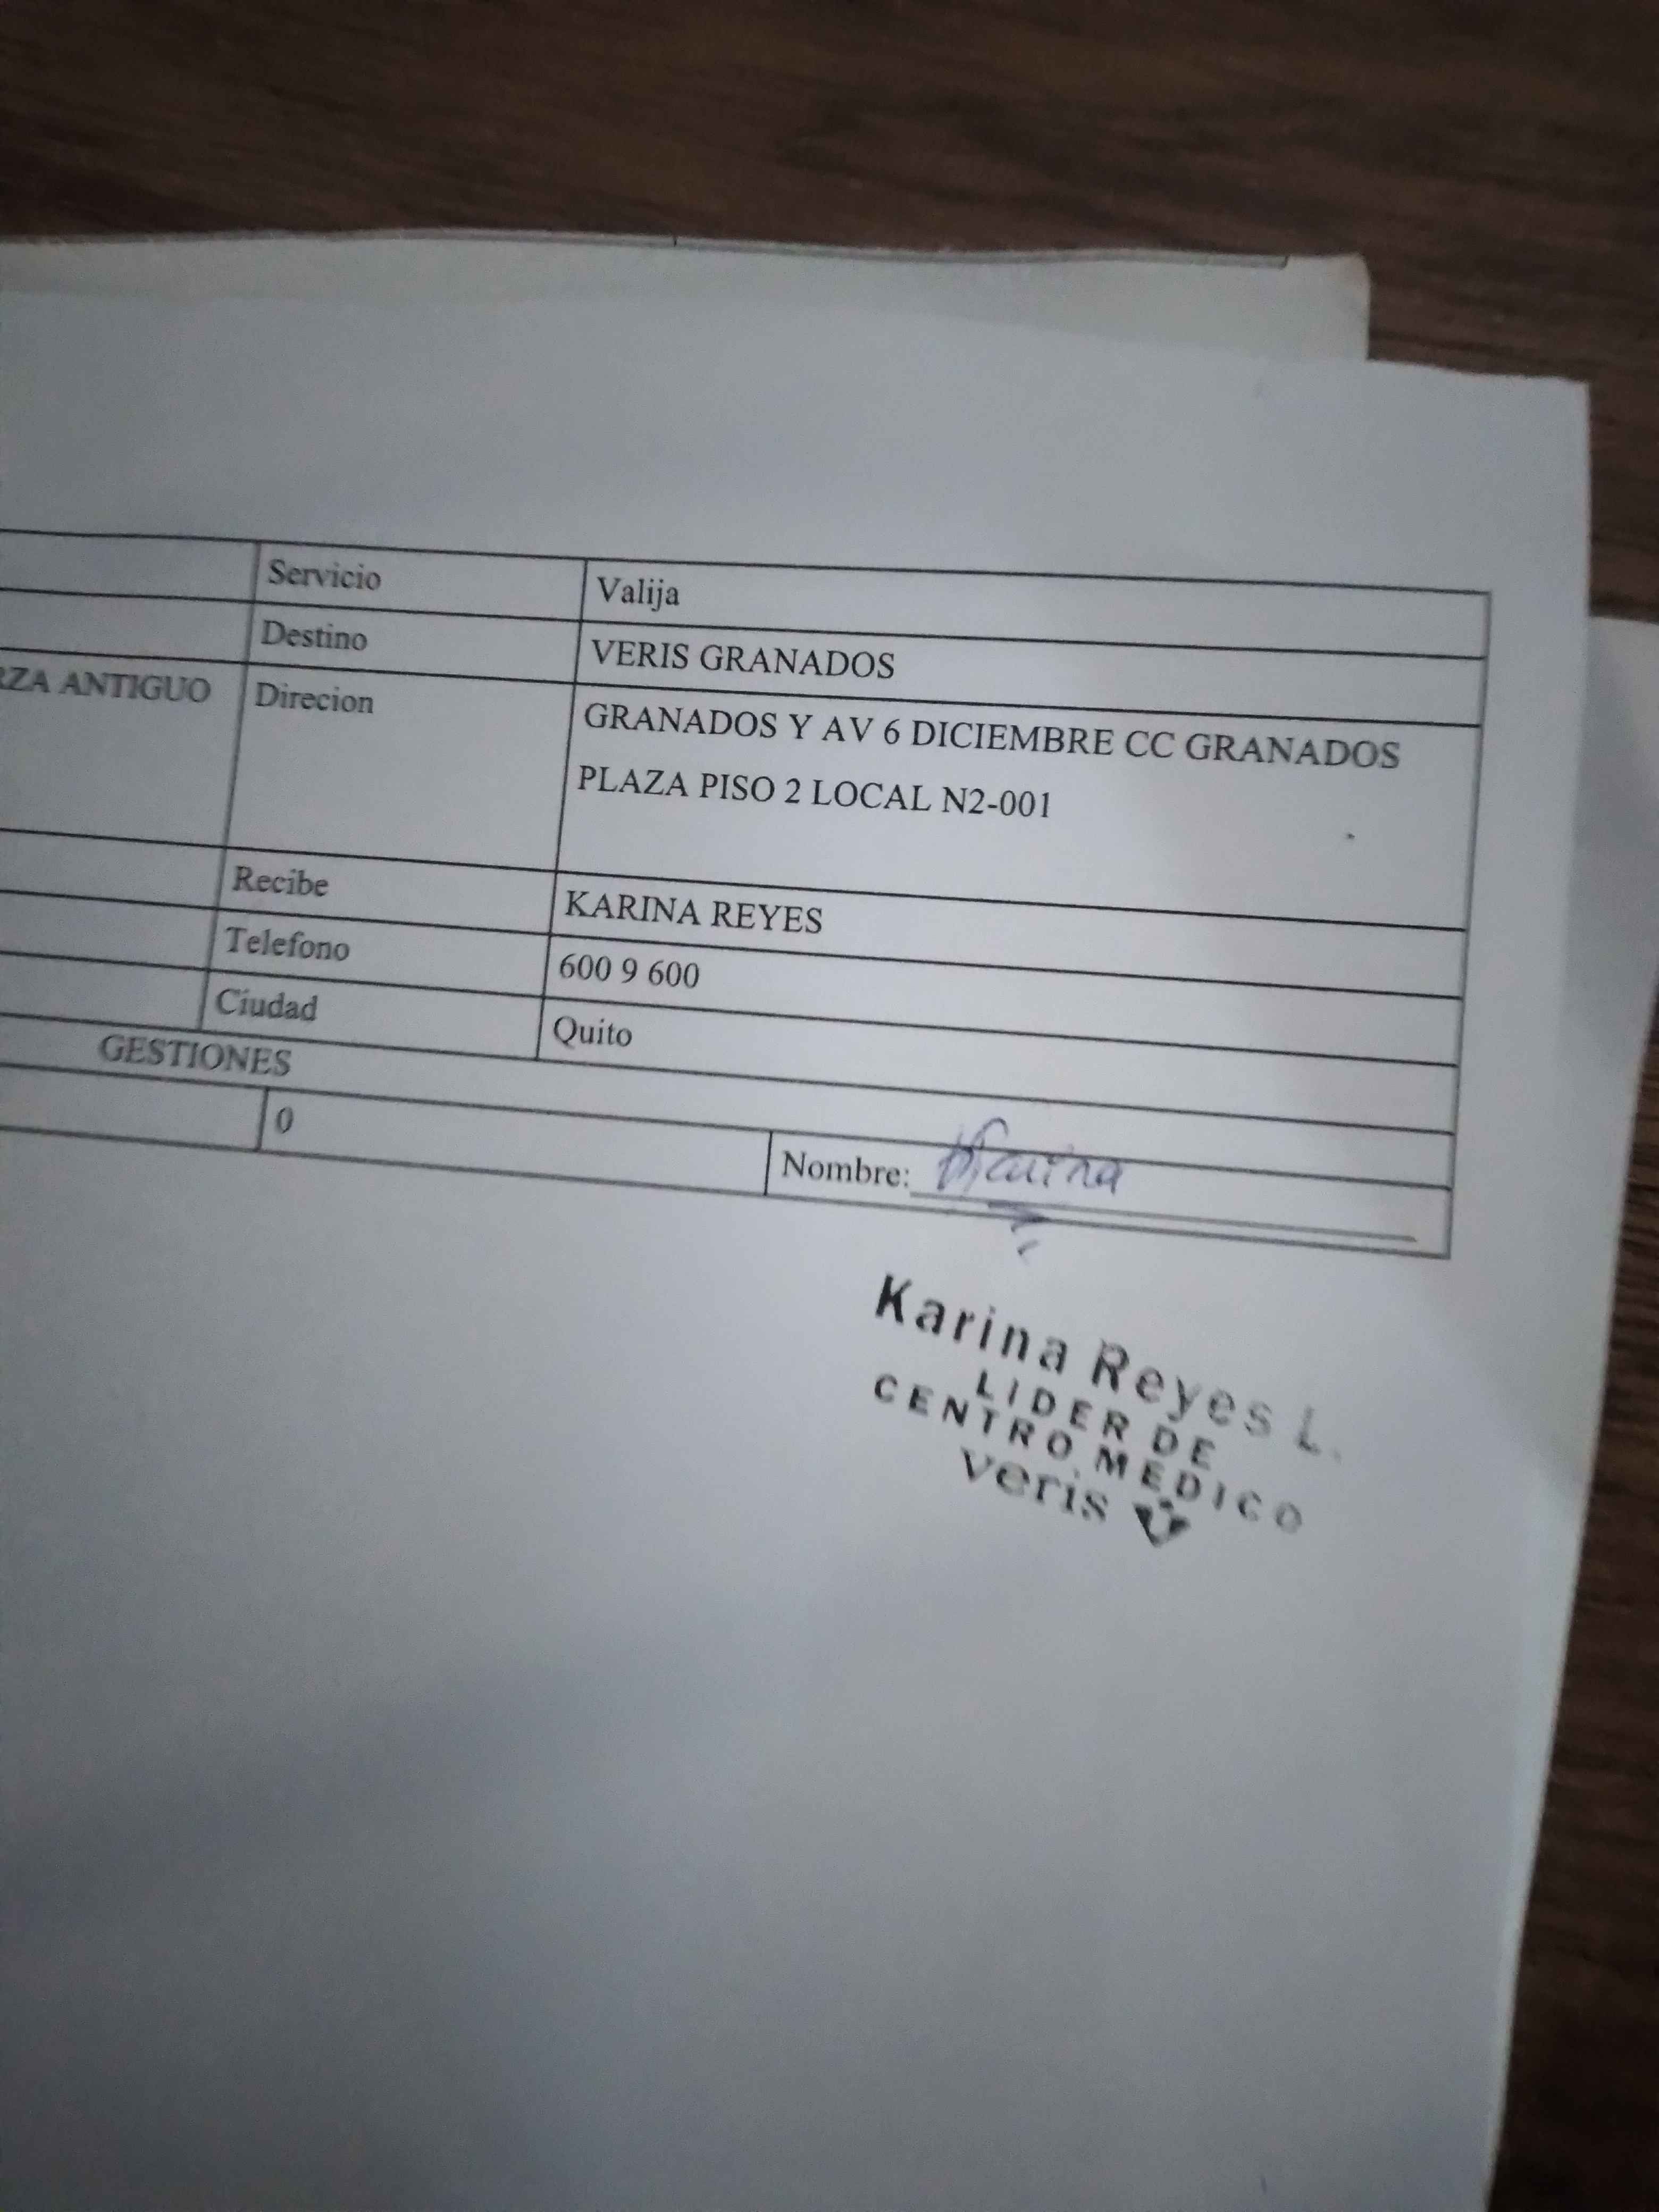 Servicio Valija
Destino VERIS GRANADOS
RZA ANTIGUO Direcion GRANADOS Y AV 6 DICIEMBRE CC GRANADOS
PLAZA PISO 2 LOCAL N2-001
Recibe KARINA REYES
Telefono 600 9 600
Ciudad Quito
GESTIONES
0 Nombre: Karina
Karina Reyes L.
LIDER DE
CENTRO MEDICO
veris